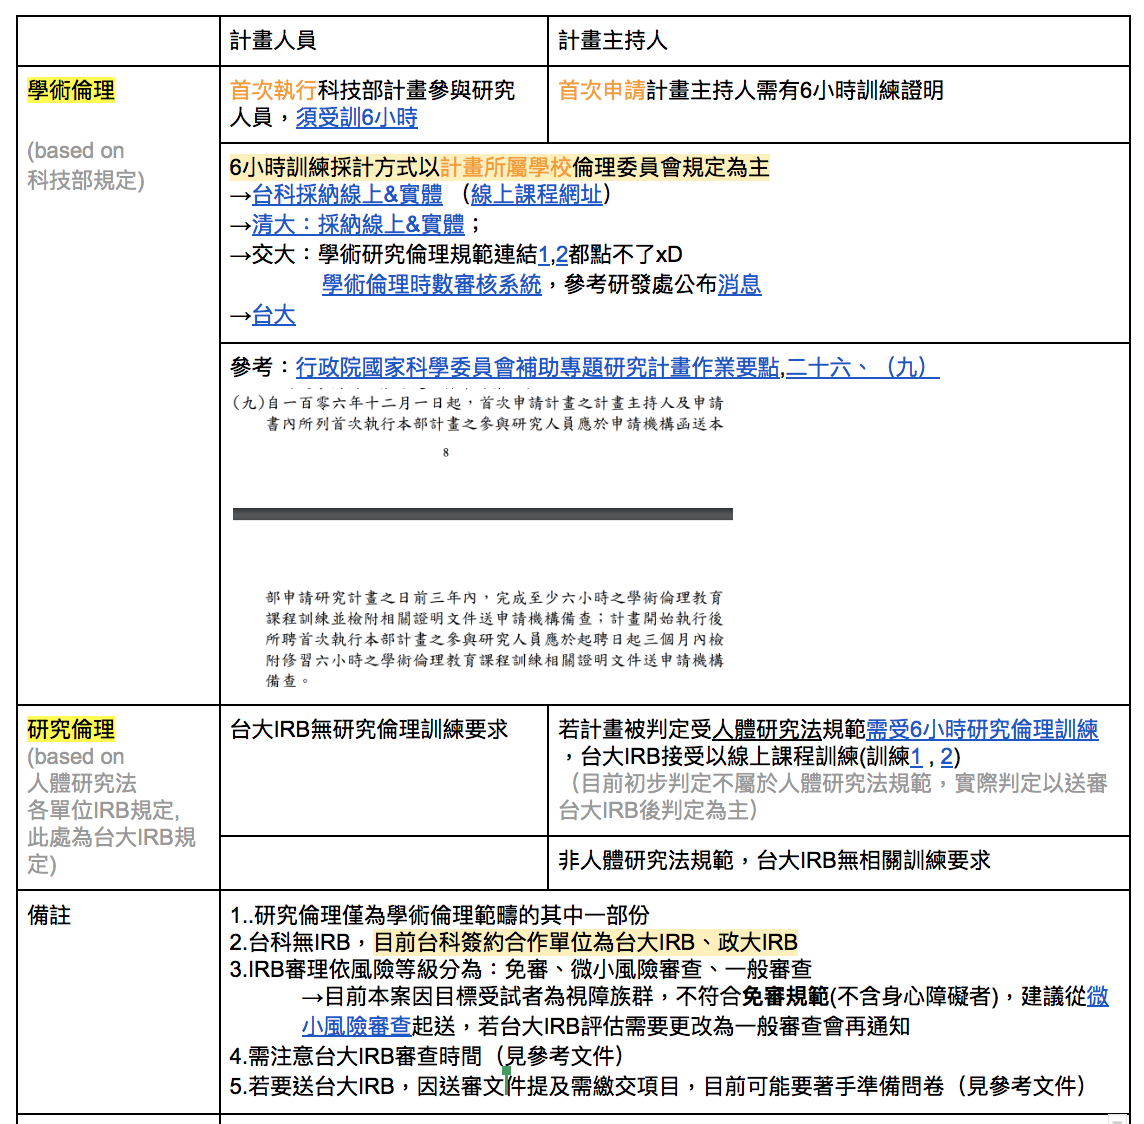 計畫人員
計畫主持人
學術倫理
(based on
科技部規定)
首次執行科技部計畫參與研究
人員，須受訓6小時
首次申請計畫主持人需有6小時訓練證明
6小時訓練採計方式以計畫所屬學校倫理委員會規定為主
→台科採納線上&實體 （線上課程網址）
→清大：採納線上&實體；
→交大：學術研究倫理規範連結1,2都點不了xD
學術倫理時數審核系統，參考研發處公布消息
→台大
參考：行政院國家科學委員會補助專題研究計畫作業要點,二十六、（九）
(九)自一百零六年十二月一日起，首次申請計畫之計畫主持人及申請
書內所列首次執行本部計畫之參與研究人員應於申請機構函送本
8
部申請研究計畫之日前三年內，完成至少六小時之學術倫理教育
課程訓練並檢附相關證明文件送申請機構備查；計畫開始執行後
所聘首次執行本部計畫之參與研究人員應於起聘日起三個月內檢
附修習六小時之學術倫理教育課程訓練相關證明文件送申請機構
備查。
研究倫理
(based on
人體研究法
各單位IRB規定,
此處為台大IRB規
定)
台大IRB無研究倫理訓練要求
若計畫被判定受人體研究法規範需受6小時研究倫理訓練
，台大IRB接受以線上課程訓練(訓練1 , 2)
（目前初步判定不屬於人體研究法規範，實際判定以送審
台大IRB後判定為主）
非人體研究法規範，台大IRB無相關訓練要求
備註
1..研究倫理僅為學術倫理範疇的其中一部份
2.台科無IRB，目前台科簽約合作單位為台大IRB、政大IRB
3.IRB審理依風險等級分為：免審、微小風險審查、一般審查
→目前本案因目標受試者為視障族群，不符合免審規範(不含身心障礙者)，建議從微
小風險審查起送，若台大IRB評估需要更改為一般審查會再通知
4.需注意台大IRB審查時間（見參考文件）
5.若要送台大IRB，因送審文件提及需繳交項目，目前可能要著手準備問卷（見參考文件）